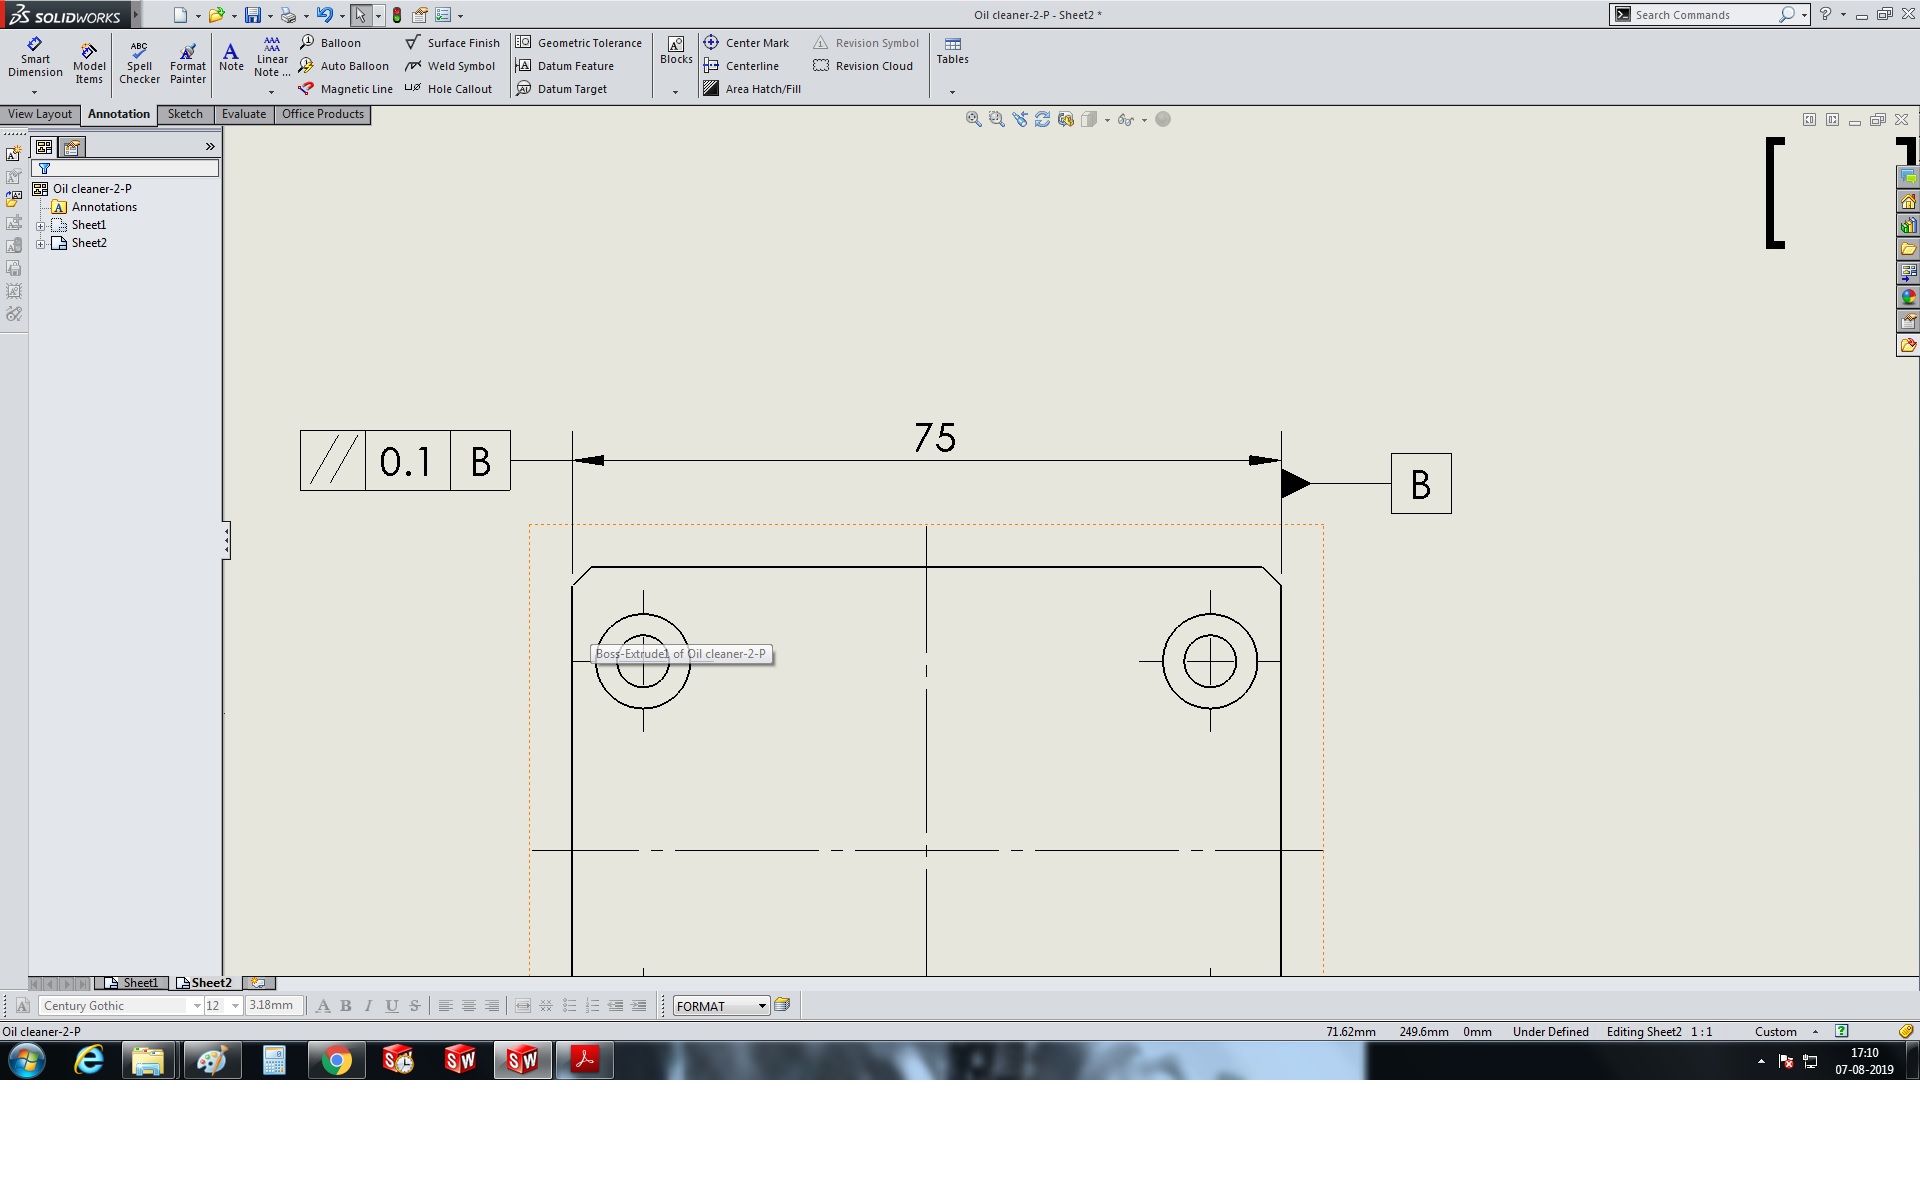 SOLIDWORKS
Oil cleaner-2-P - Sheet2 *
Search Commands
Smart Dimension
Model Items
ABC
Spell Checker
Format Painter
A
Note
AAA
AAA
Linear Note ...
Balloon
Auto Balloon
Magnetic Line
Surface Finish
Weld Symbol
Hole Callout
Geometric Tolerance
Datum Feature
Datum Target
Blocks
Center Mark
Centerline
Area Hatch/Fill
Revision Symbol
Revision Cloud
Tables
View Layout
Annotation
Sketch
Evaluate
Office Products
Oil cleaner-2-P
Annotations
Sheet1
Sheet2
75
// 0.1 B
B
Boss-Extrude1 of Oil cleaner-2-P
Sheet1
Sheet2
Century Gothic
12
3.18mm
A B I U S
FORMAT
Oil cleaner-2-P
71.62mm
249.6mm
0mm
Under Defined
Editing Sheet2
1 : 1
Custom
SW
SW
17:10
07-08-2019